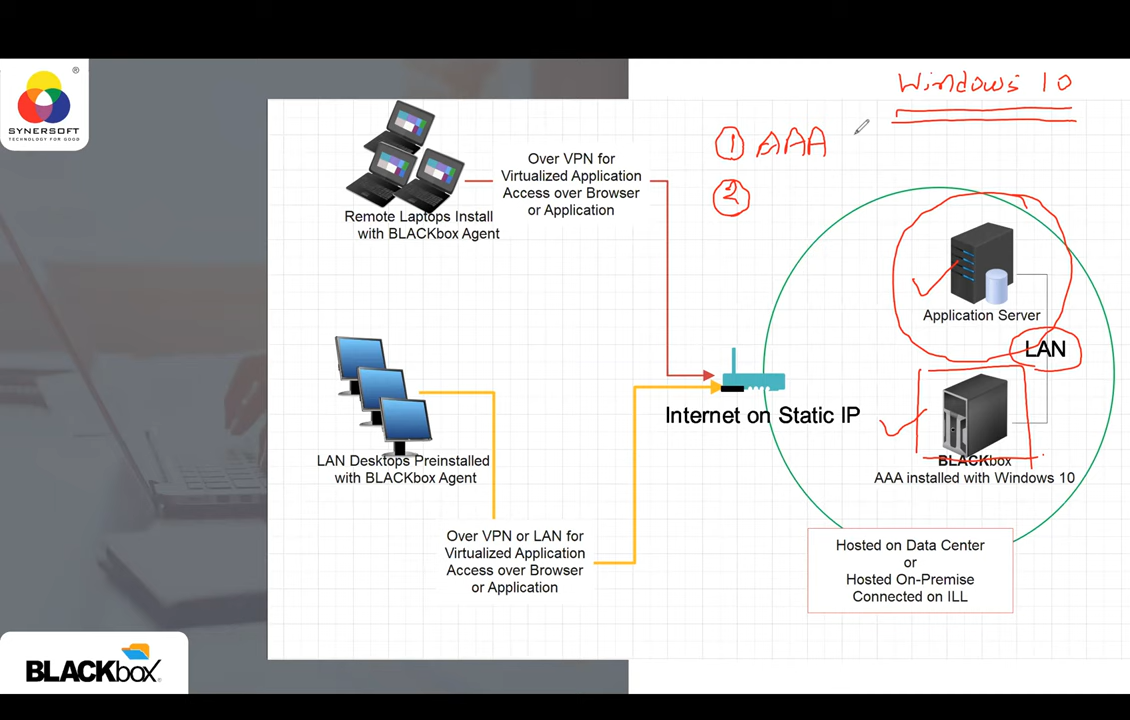 ®
SYNERSOFT
TECHNOLOGY FOR GOOD
Windows 10
① AAA
②
Over VPN for
Virtualized Application
Access over Browser
or Application
Remote Laptops Install
with BLACKbox Agent
Application Server
LAN
Internet on Static IP
LAN Desktops Preinstalled
with BLACKbox Agent
BLACKbox
AAA installed with Windows 10
Over VPN or LAN for
Virtualized Application
Access over Browser
or Application
Hosted on Data Center
or
Hosted On-Premise
Connected on ILL
BLACKbox